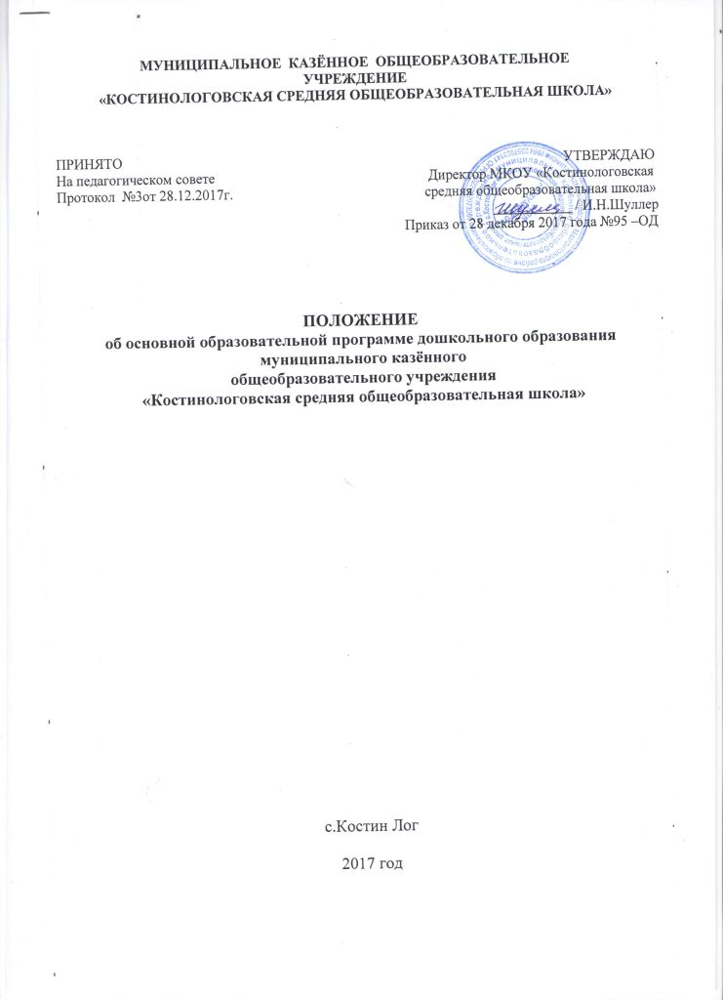 МУНИЦИПАЛЬНОЕ КАЗЁННОЕ ОБЩЕОБРАЗОВАТЕЛЬНОЕ
УЧРЕЖДЕНИЕ
«КОСТИНОЛОГОВСКАЯ СРЕДНЯЯ ОБЩЕОБРАЗОВАТЕЛЬНАЯ ШКОЛА»
ПРИНЯТО
На педагогическом совете
Протокол №3от 28.12.2017г.
УТВЕРЖДАЮ
Директор МКОУ «Костинологовская
средняя общеобразовательная школа»
/ И.Н.Шуллер
Приказ от 28 декабря 2017 года №95 –ОД
ПОЛОЖЕНИЕ
об основной образовательной программе дошкольного образования
муниципального казённого
общеобразовательного учреждения
«Костинологовская средняя общеобразовательная школа»
с.Костин Лог
2017 год